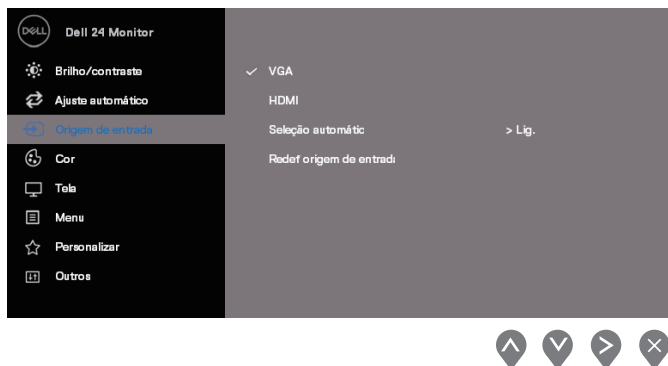 DELL Dell 24 Monitor
Brilho/contraste
✓ VGA
Ajuste automático
HDMI
Origem de entrada
Seleção automátic
> Lig.
Redef origem de entrada
Cor
Tela
Menu
Personalizar
Outros